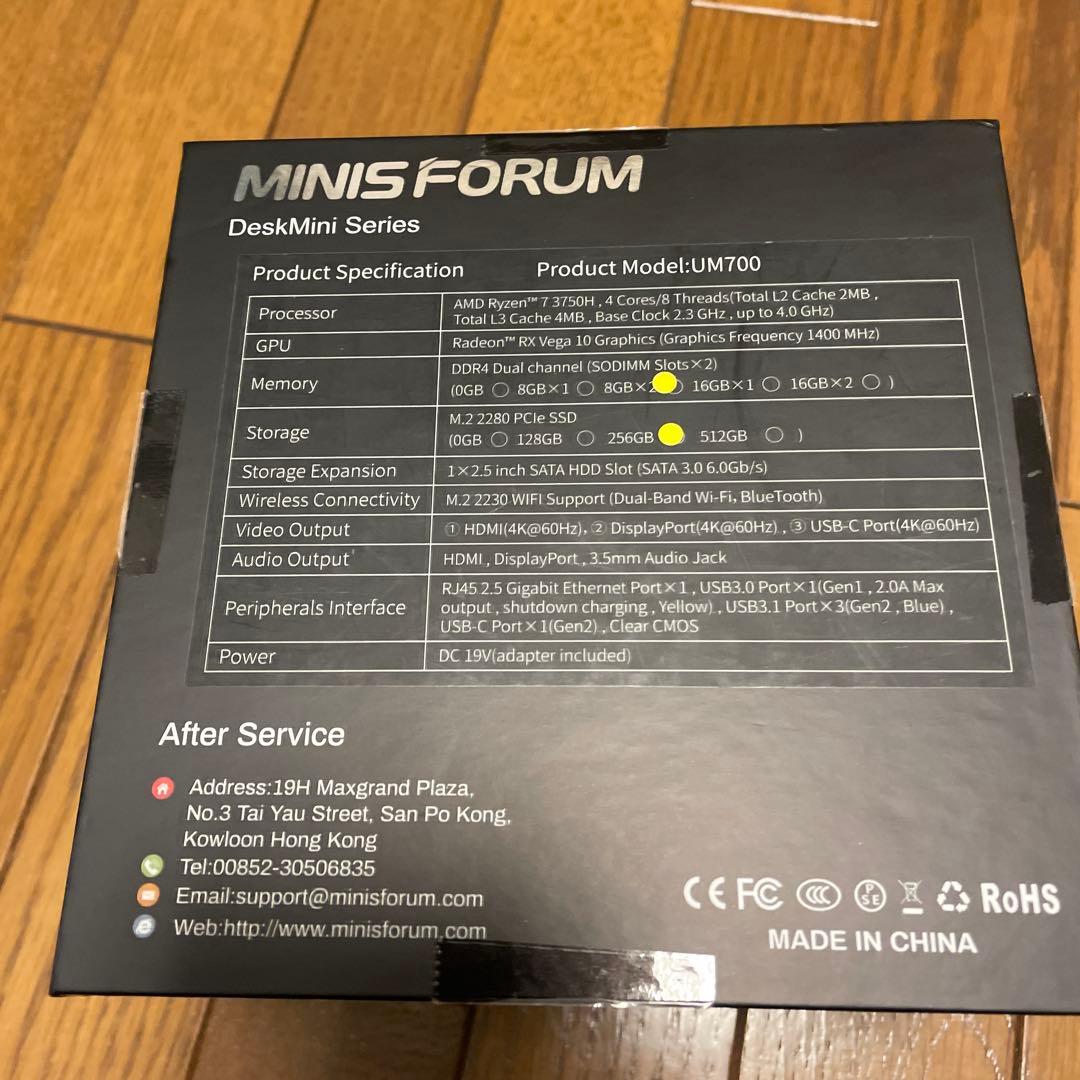 MINISFORUM
DeskMini Series
Product Specification Product Model:UM700
Processor AMD Ryzen™ 7 3750H , 4 Cores/8 Threads(Total L2 Cache 2MB ,
Total L3 Cache 4MB , Base Clock 2.3 GHz , up to 4.0 GHz)
GPU Radeon™ RX Vega 10 Graphics (Graphics Frequency 1400 MHz)
Memory DDR4 Dual channel (SODIMM Slots×2)
(0GB ○ 8GB×1 ○ 8GB×2 16GB×1 ○ 16GB×2 ○ )
Storage M.2 2280 PCIe SSD
(0GB ○ 128GB ○ 256GB 512GB ○ )
Storage Expansion 1×2.5 inch SATA HDD Slot (SATA 3.0 6.0Gb/s)
Wireless Connectivity M.2 2230 WIFI Support (Dual-Band Wi-Fi, BlueTooth)
Video Output ① HDMI(4K@60Hz), ② DisplayPort(4K@60Hz) , ③ USB-C Port(4K@60Hz)
Audio Output HDMI , DisplayPort , 3.5mm Audio Jack
Peripherals Interface RJ45 2.5 Gigabit Ethernet Port×1 , USB3.0 Port×1(Gen1 , 2.0A Max
output , shutdown charging , Yellow) , USB3.1 Port×3(Gen2 , Blue) ,
USB-C Port×1(Gen2) , Clear CMOS
Power DC 19V(adapter included)
After Service
Address:19H Maxgrand Plaza,
No.3 Tai Yau Street, San Po Kong,
Kowloon Hong Kong
Tel:00852-30506835
Email:support@minisforum.com
Web:http://www.minisforum.com
CE FC CCC PSE RoHS
MADE IN CHINA